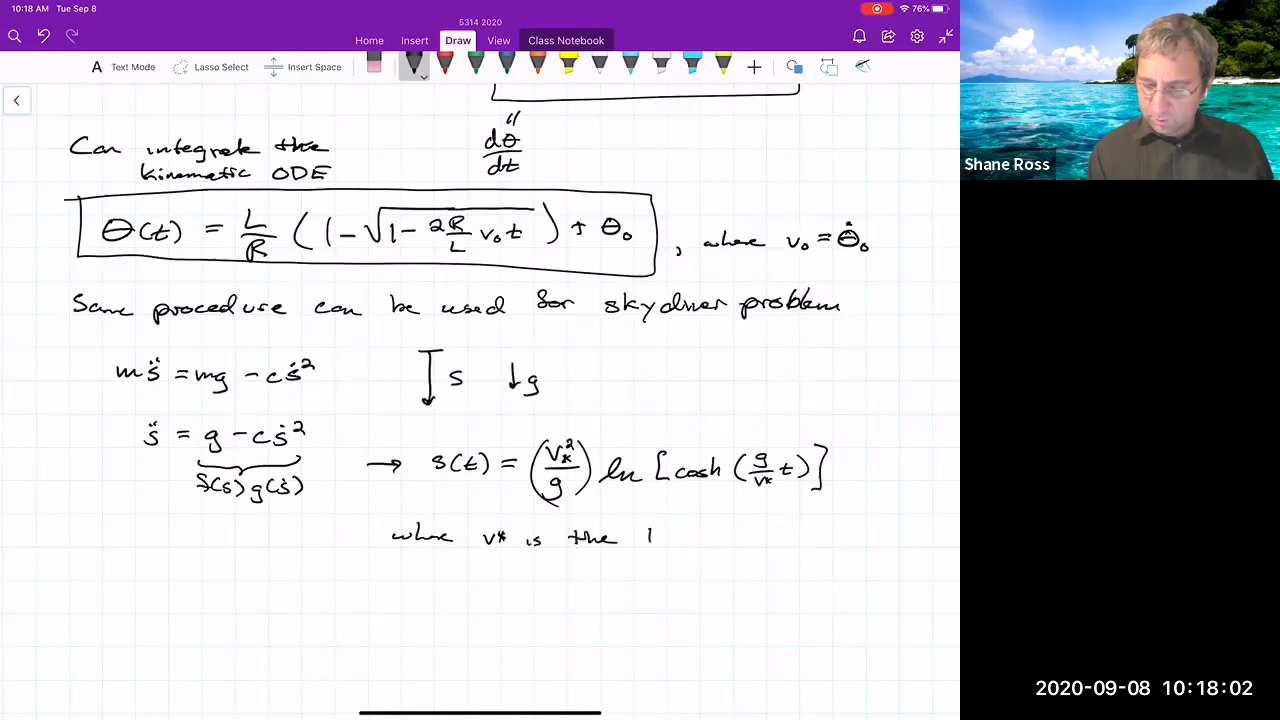 10:18 AM Tue Sep 8
5314 2020
76%
Home Insert Draw View Class Notebook
Text Mode Lasso Select Insert Space
Shane Ross
dθ/dt
Can integrate the
kinematic ODE
θ(t) = L/R (1 - √(1 - 2R/L v₀t)) + θ₀ , where v₀ = θ̇₀
Same procedure can be used for skydiver problem
ms̈ = mg - cṡ² s ↓g
s̈ = g - cṡ²
f(s) g(ṡ)
→ s(t) = (v*²/g) ln [cosh (g/v* t)]
where v* is the
2020-09-08 10:18:02